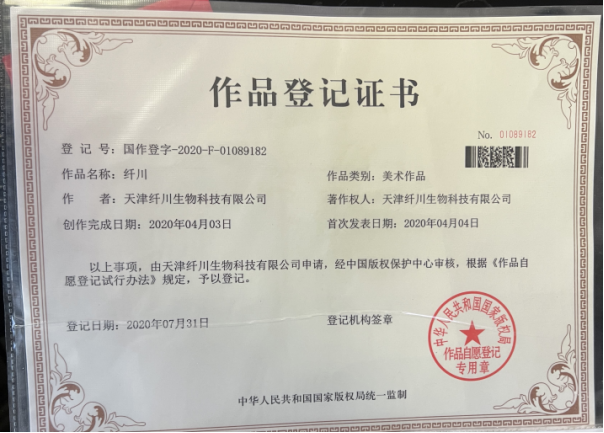 作品登记证书
No. 01089182
登 记 号：国作登字-2020-F-01089182
作品名称：纤川
作品类别：美术作品
作 者：天津纤川生物科技有限公司
著作权人：天津纤川生物科技有限公司
创作完成日期：2020年04月03日
首次发表日期：2020年04月04日
以上事项，由天津纤川生物科技有限公司申请，经中国版权保护中心审核，根据《作品自
愿登记试行办法》规定，予以登记。
登记日期：2020年07月31日
登记机构签章
中华人民共和国国家版权局
作品自愿登记
专用章
中华人民共和国国家版权局统一监制